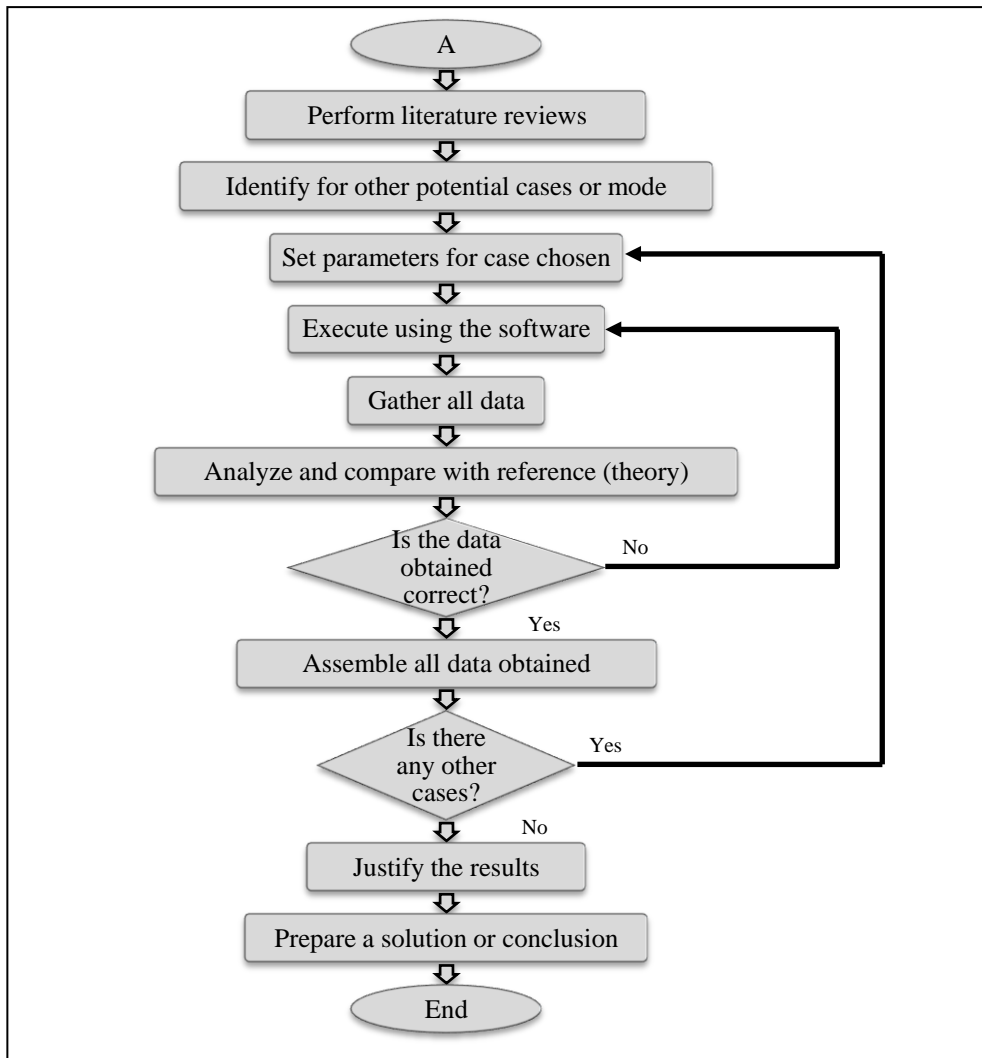 A
Perform literature reviews
Identify for other potential cases or mode
Set parameters for case chosen
Execute using the software
Gather all data
Analyze and compare with reference (theory)
Is the data
obtained
correct?
No
Yes
Assemble all data obtained
Is there
any other
cases?
Yes
No
Justify the results
Prepare a solution or conclusion
End